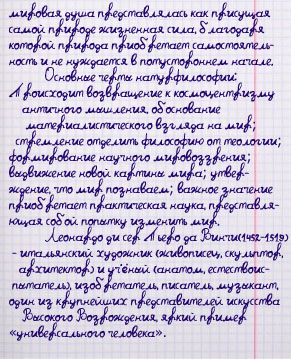 мировая душа представлялась как присущая
самой природе жизненная сила, благодаря
которой природа приобретает самостоятель-
ность и не нуждается в потустороннем начале.
Основные черты натурфилософии:
Происходит возвращение к космоцентризму
античного мышления, обоснование
материалистического взгляда на мир;
стремление отделить философию от теологии;
формирование научного мировоззрения;
выдвижение новой картины мира; утвер-
ждение, что мир познаваем; важное значение
приобретает практическая наука, представля-
ющая собой попытку изменить мир.
Леонардо ди сер Пьеро да Винчи(1452-1519)
- итальянский художник (живописец, скульптор,
архитектор) и учёный (анатом, естествоис-
пытатель), изобретатель, писатель, музыкант,
один из крупнейших представителей искусства
Высокого Возрождения, яркий пример
«универсального человека».